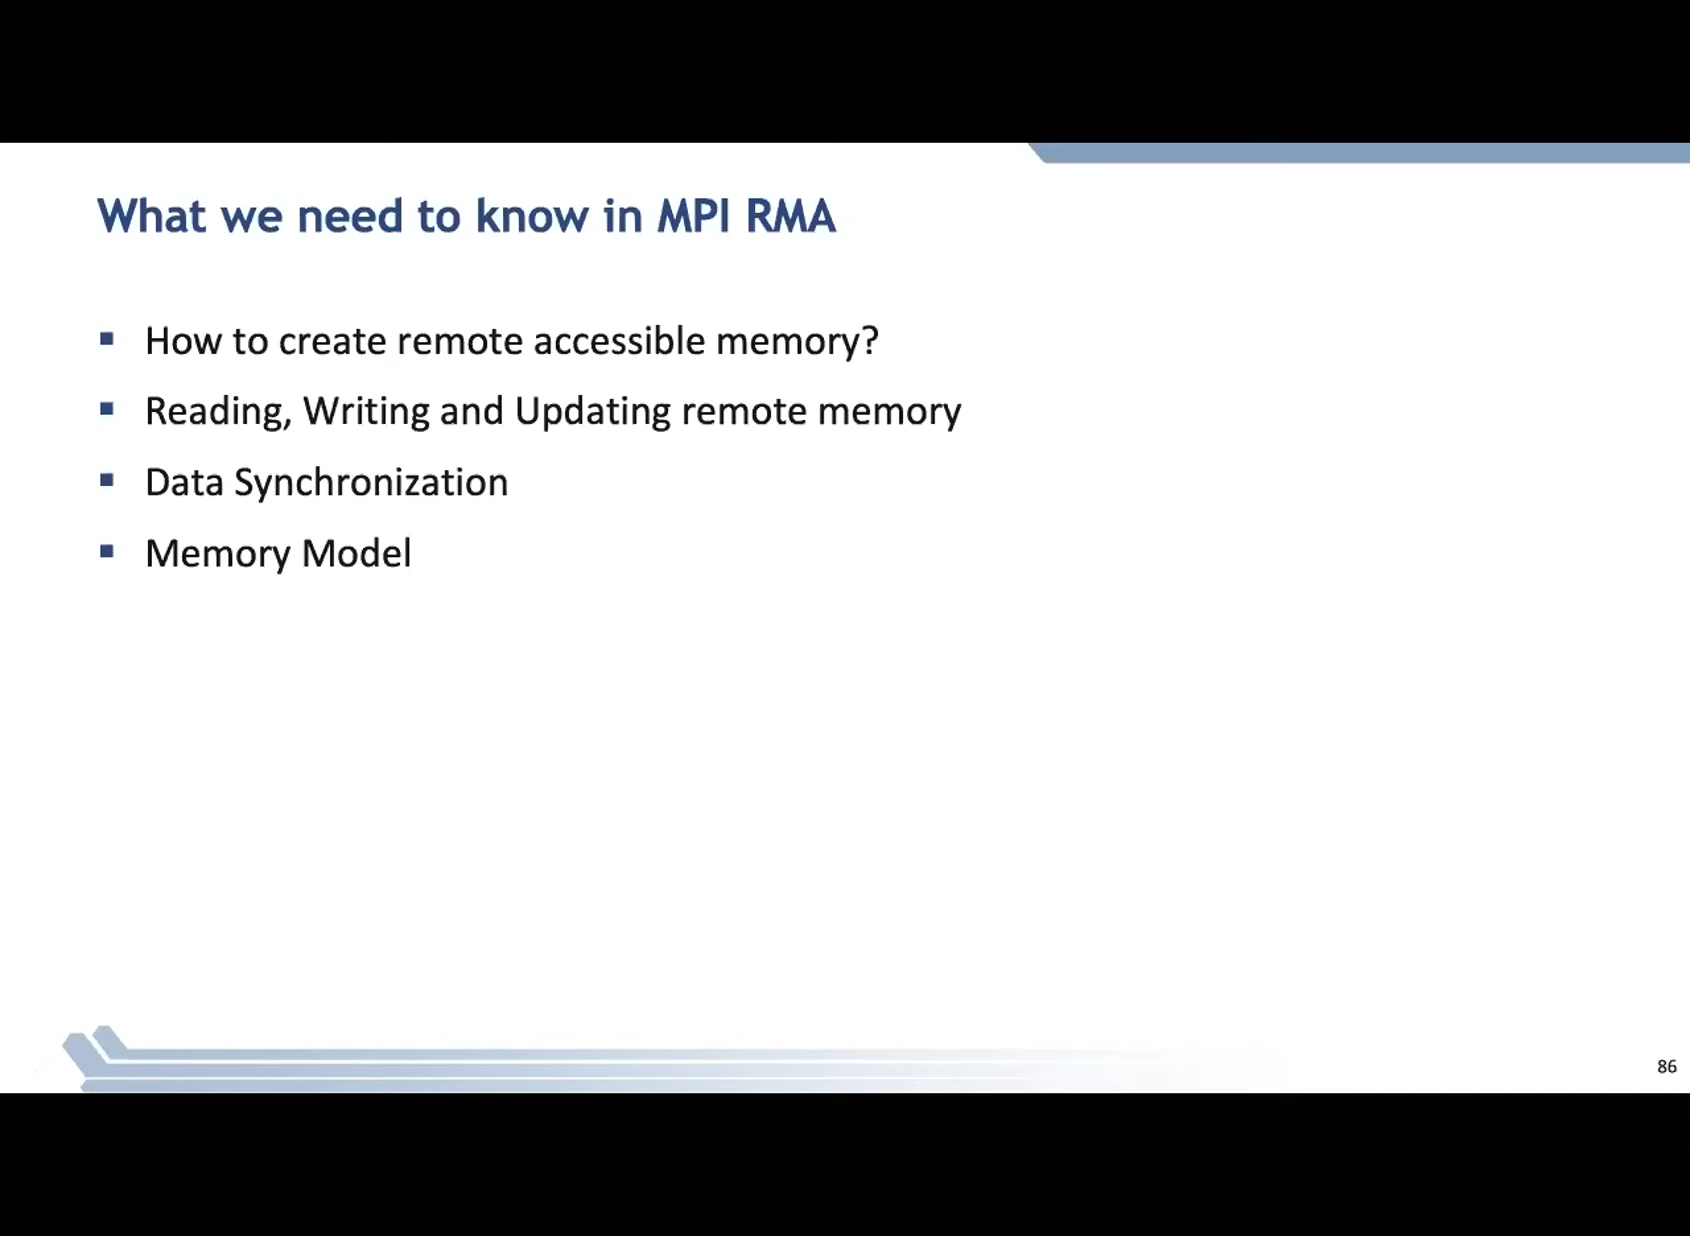 What we need to know in MPI RMA
How to create remote accessible memory?
Reading, Writing and Updating remote memory
Data Synchronization
Memory Model
86